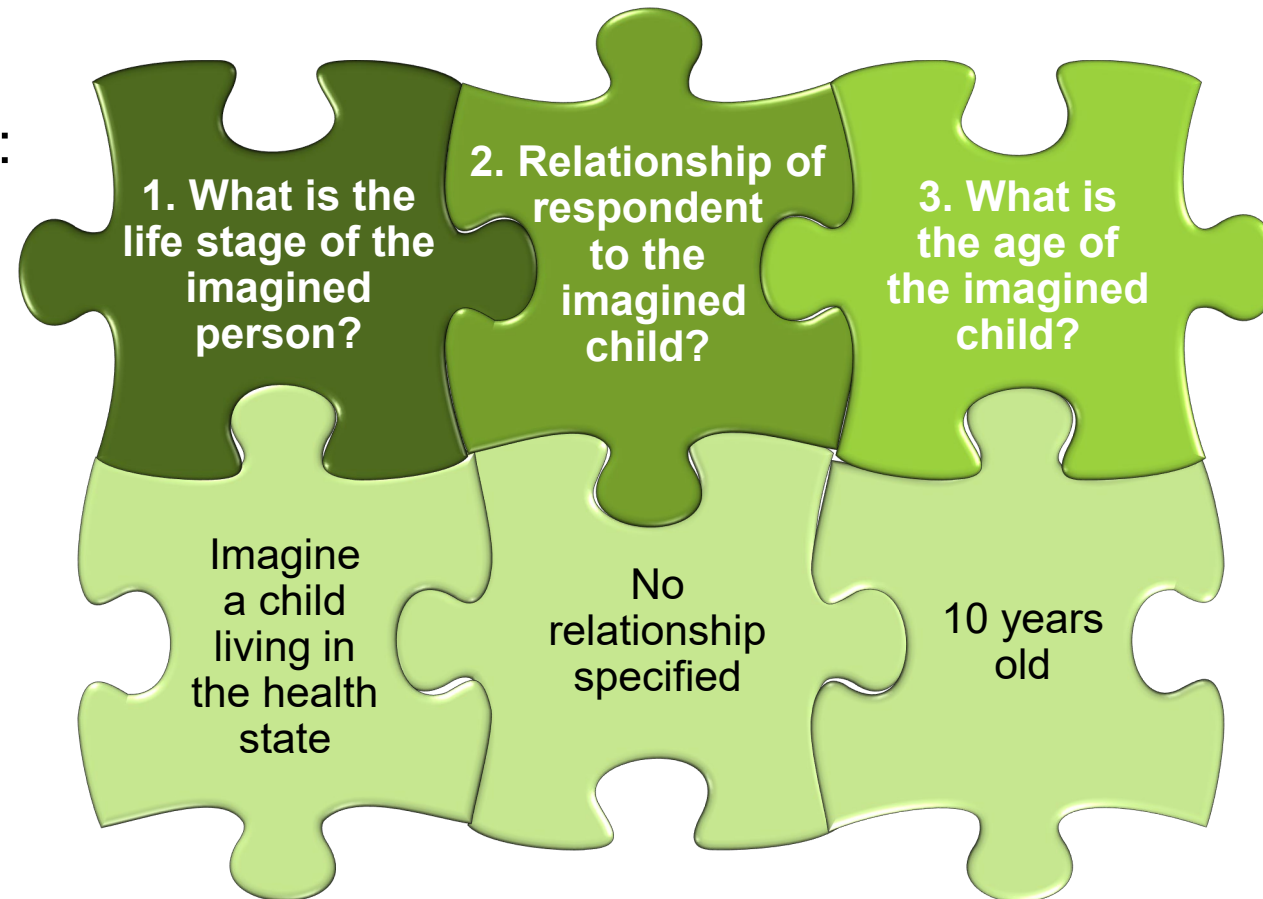 :
1. What is the
life stage of the
imagined
person?
2. Relationship of
respondent
to the
imagined
child?
3. What is
the age of
the imagined
child?
Imagine
a child
living in
the health
state
No
relationship
specified
10 years
old